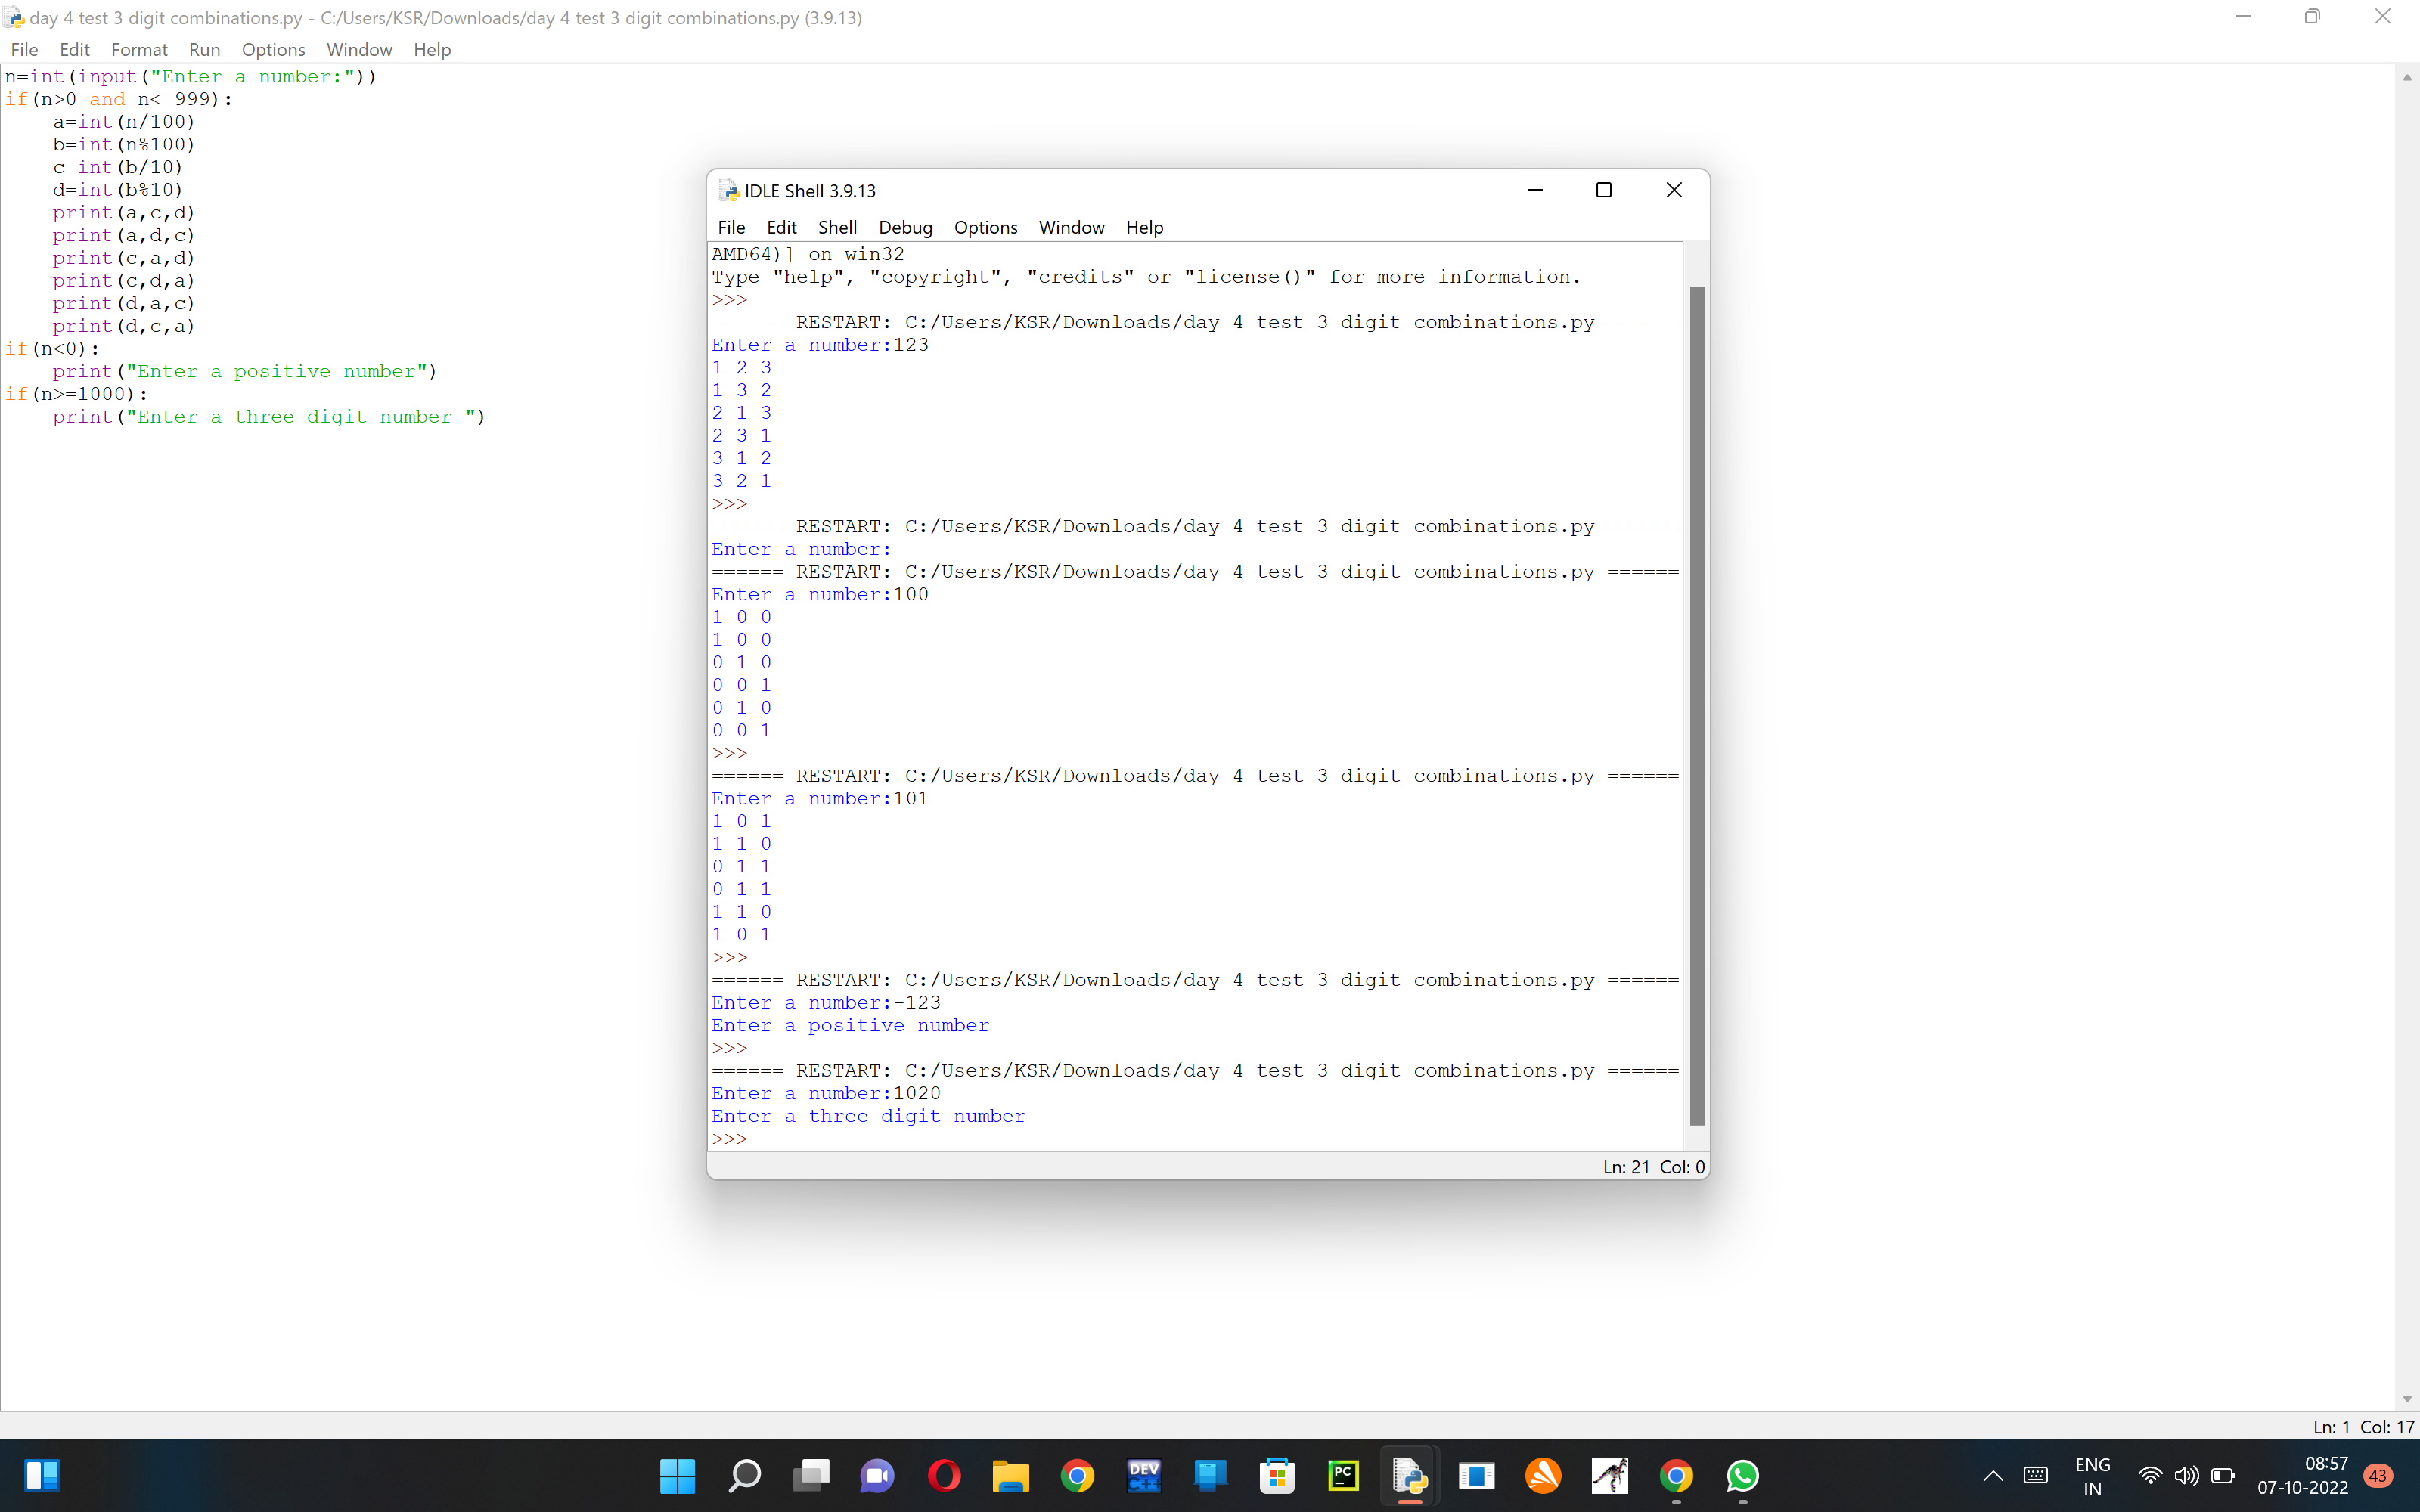 day 4 test 3 digit combinations.py - C:/Users/KSR/Downloads/day 4 test 3 digit combinations.py (3.9.13)
File Edit Format Run Options Window Help
n=int(input("Enter a number:"))
if(n>0 and n<=999):
    a=int(n/100)
    b=int(n%100)
    c=int(b/10)
    d=int(b%10)
    print(a,c,d)
    print(a,d,c)
    print(c,a,d)
    print(c,d,a)
    print(d,a,c)
    print(d,c,a)
if(n<0):
    print("Enter a positive number")
if(n>=1000):
    print("Enter a three digit number ")
IDLE Shell 3.9.13
File Edit Shell Debug Options Window Help
AMD64)] on win32
Type "help", "copyright", "credits" or "license()" for more information.
>>>
====== RESTART: C:/Users/KSR/Downloads/day 4 test 3 digit combinations.py ======
Enter a number:123
1 2 3
1 3 2
2 1 3
2 3 1
3 1 2
3 2 1
>>>
====== RESTART: C:/Users/KSR/Downloads/day 4 test 3 digit combinations.py ======
Enter a number:
====== RESTART: C:/Users/KSR/Downloads/day 4 test 3 digit combinations.py ======
Enter a number:100
1 0 0
1 0 0
0 1 0
0 0 1
0 1 0
0 0 1
>>>
====== RESTART: C:/Users/KSR/Downloads/day 4 test 3 digit combinations.py ======
Enter a number:101
1 0 1
1 1 0
0 1 1
0 1 1
1 1 0
1 0 1
>>>
====== RESTART: C:/Users/KSR/Downloads/day 4 test 3 digit combinations.py ======
Enter a number:-123
Enter a positive number
>>>
====== RESTART: C:/Users/KSR/Downloads/day 4 test 3 digit combinations.py ======
Enter a number:1020
Enter a three digit number
>>>
Ln: 21 Col: 0
Ln: 1 Col: 17
DEV
C++
PC
ENG
IN
08:57
07-10-2022
43